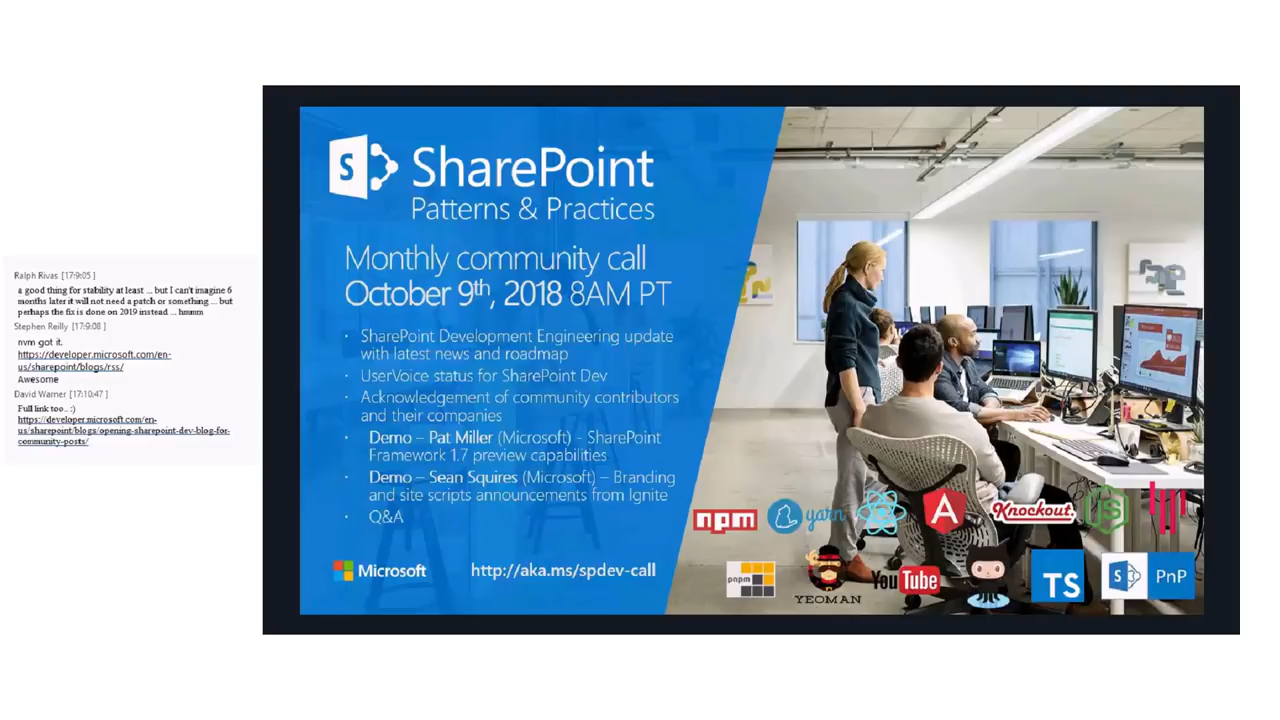 Ralph Rivas [17:9:05 ]
a good thing for stability at least ... but I can't imagine 6
months later it will not need a patch or something ... but
perhaps the fix is done on 2019 instead ... hmmm
Stephen Reilly [17:9:08 ]
nvm got it.
https://developer.microsoft.com/en-
us/sharepoint/blogs/rss/
Awesome
David Warner [17:10:47 ]
Full link too.. :)
https://developer.microsoft.com/en-
us/sharepoint/blogs/opening-sharepoint-dev-blog-for-
community-posts/
S SharePoint
Patterns & Practices
Monthly community call
October 9th, 2018 8AM PT
· SharePoint Development Engineering update
with latest news and roadmap
· UserVoice status for SharePoint Dev
· Acknowledgement of community contributors
and their companies
· Demo – Pat Miller (Microsoft) - SharePoint
Framework 1.7 preview capabilities
· Demo – Sean Squires (Microsoft) – Branding
and site scripts announcements from Ignite
· Q&A
Microsoft http://aka.ms/spdev-call
npm yarn A Knockout. JS
pnpm YEOMAN YouTube TS S PnP